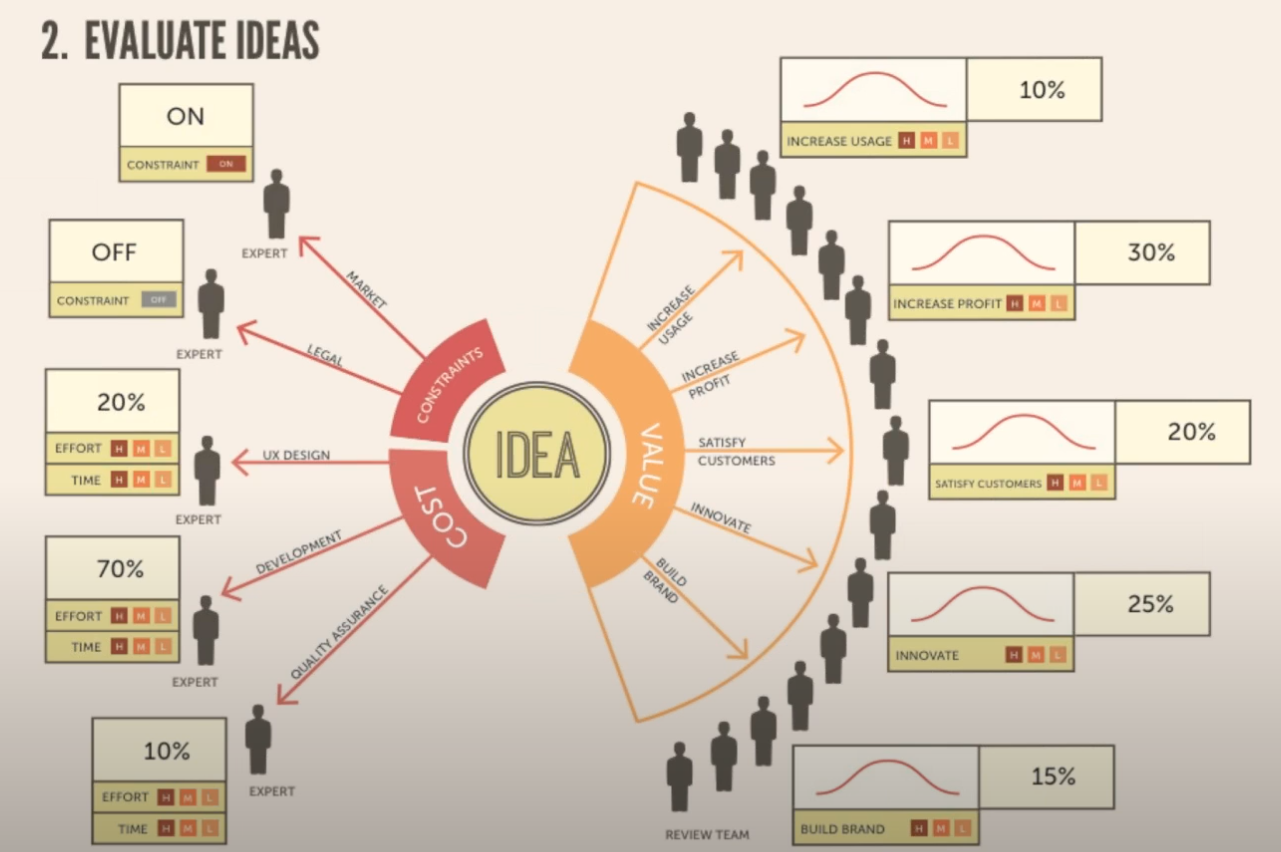 2. EVALUATE IDEAS
ON
CONSTRAINT ON
EXPERT
OFF
CONSTRAINT OFF
EXPERT
20%
EFFORT H M L
TIME H M L
EXPERT
70%
EFFORT H M L
TIME H M L
EXPERT
10%
EFFORT H M L
TIME H M L
EXPERT
MARKET
LEGAL
UX DESIGN
DEVELOPMENT
QUALITY ASSURANCE
CONSTRAINTS
COST
IDEA
VALUE
INCREASE
USAGE
INCREASE
PROFIT
SATISFY
CUSTOMERS
INNOVATE
BUILD
BRAND
REVIEW TEAM
10%
INCREASE USAGE H M L
30%
INCREASE PROFIT H M L
20%
SATISFY CUSTOMERS H M L
25%
INNOVATE H M L
15%
BUILD BRAND H M L